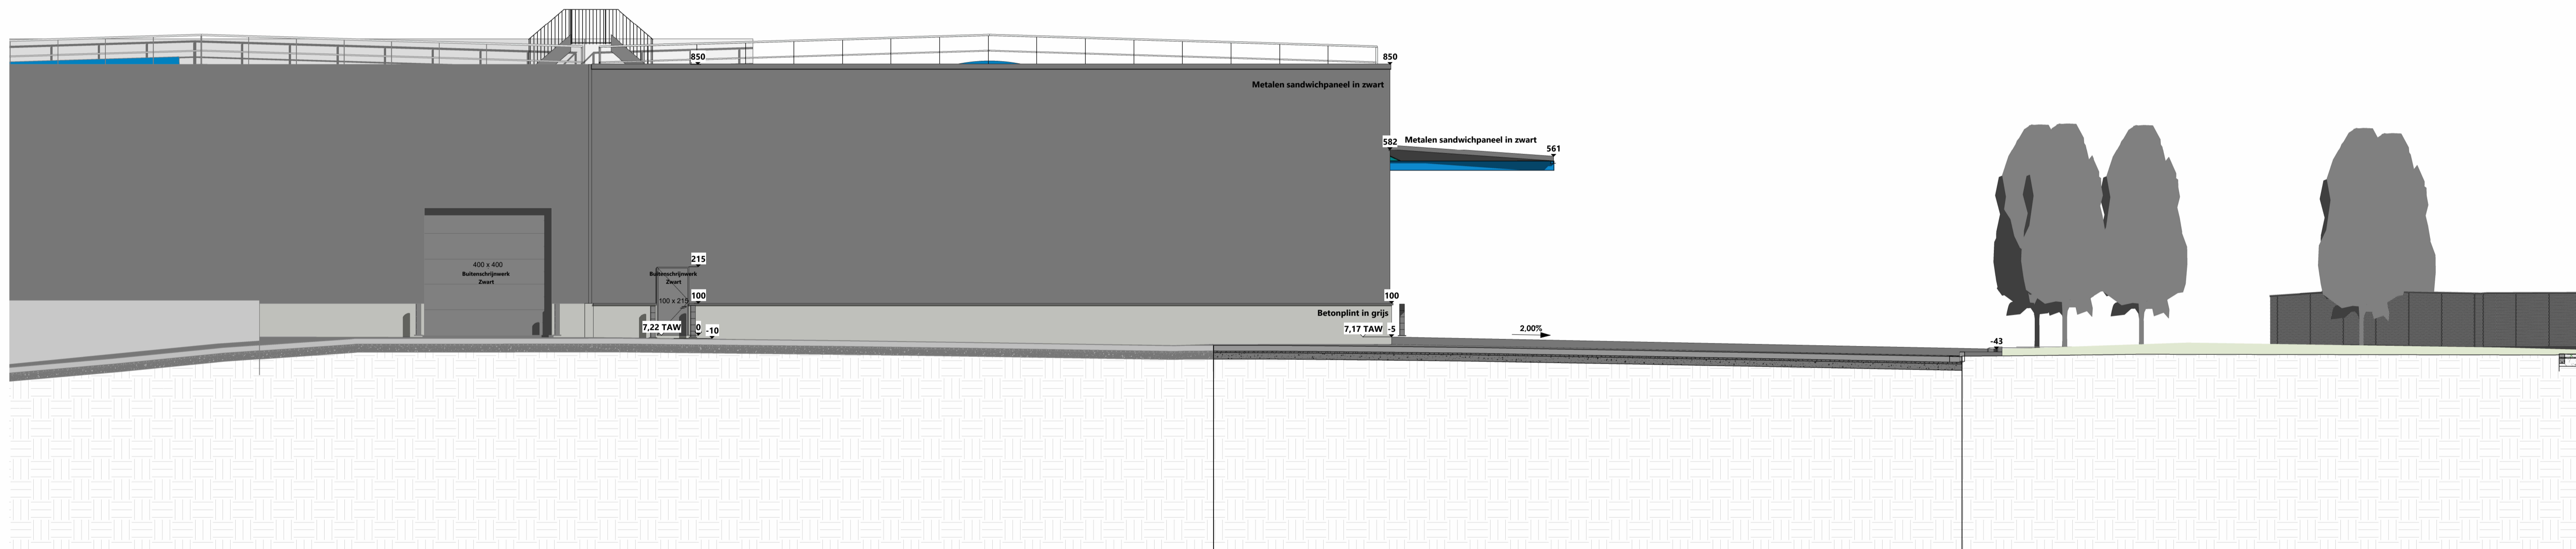 850
850
Metalen sandwichpaneel in zwart
582
Metalen sandwichpaneel in zwart
561
400 x 400
Buitenschrijnwerk
Zwart
215
Buitenschrijnwerk
Zwart
100 x 215
100
100
Betonplint in grijs
7,22 TAW
0
-10
7,17 TAW
-5
2,00%
-43